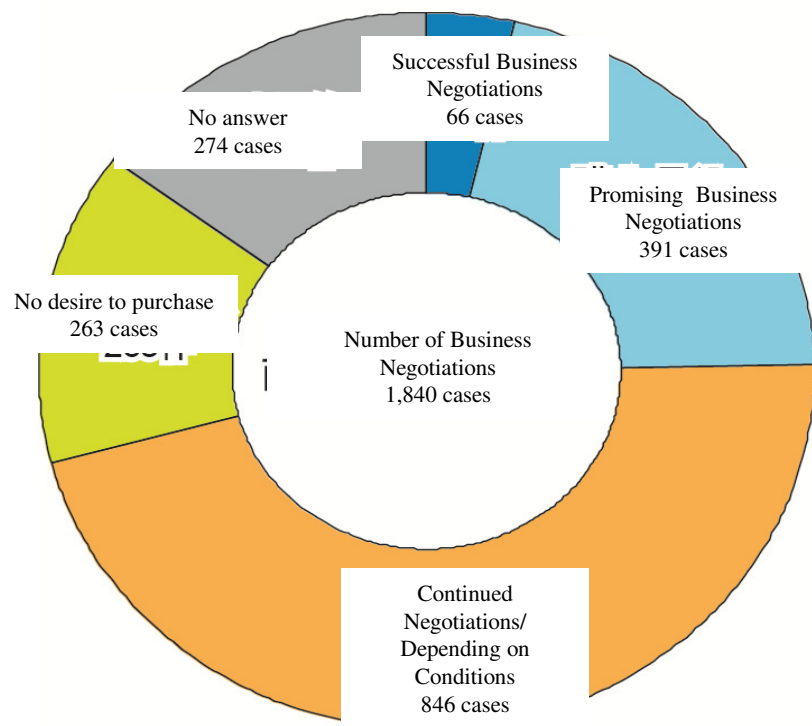 Successful Business
Negotiations
66 cases
No answer
274 cases
Promising Business
Negotiations
391 cases
No desire to purchase
263 cases
Number of Business
Negotiations
1,840 cases
Continued
Negotiations/
Depending on
Conditions
846 cases